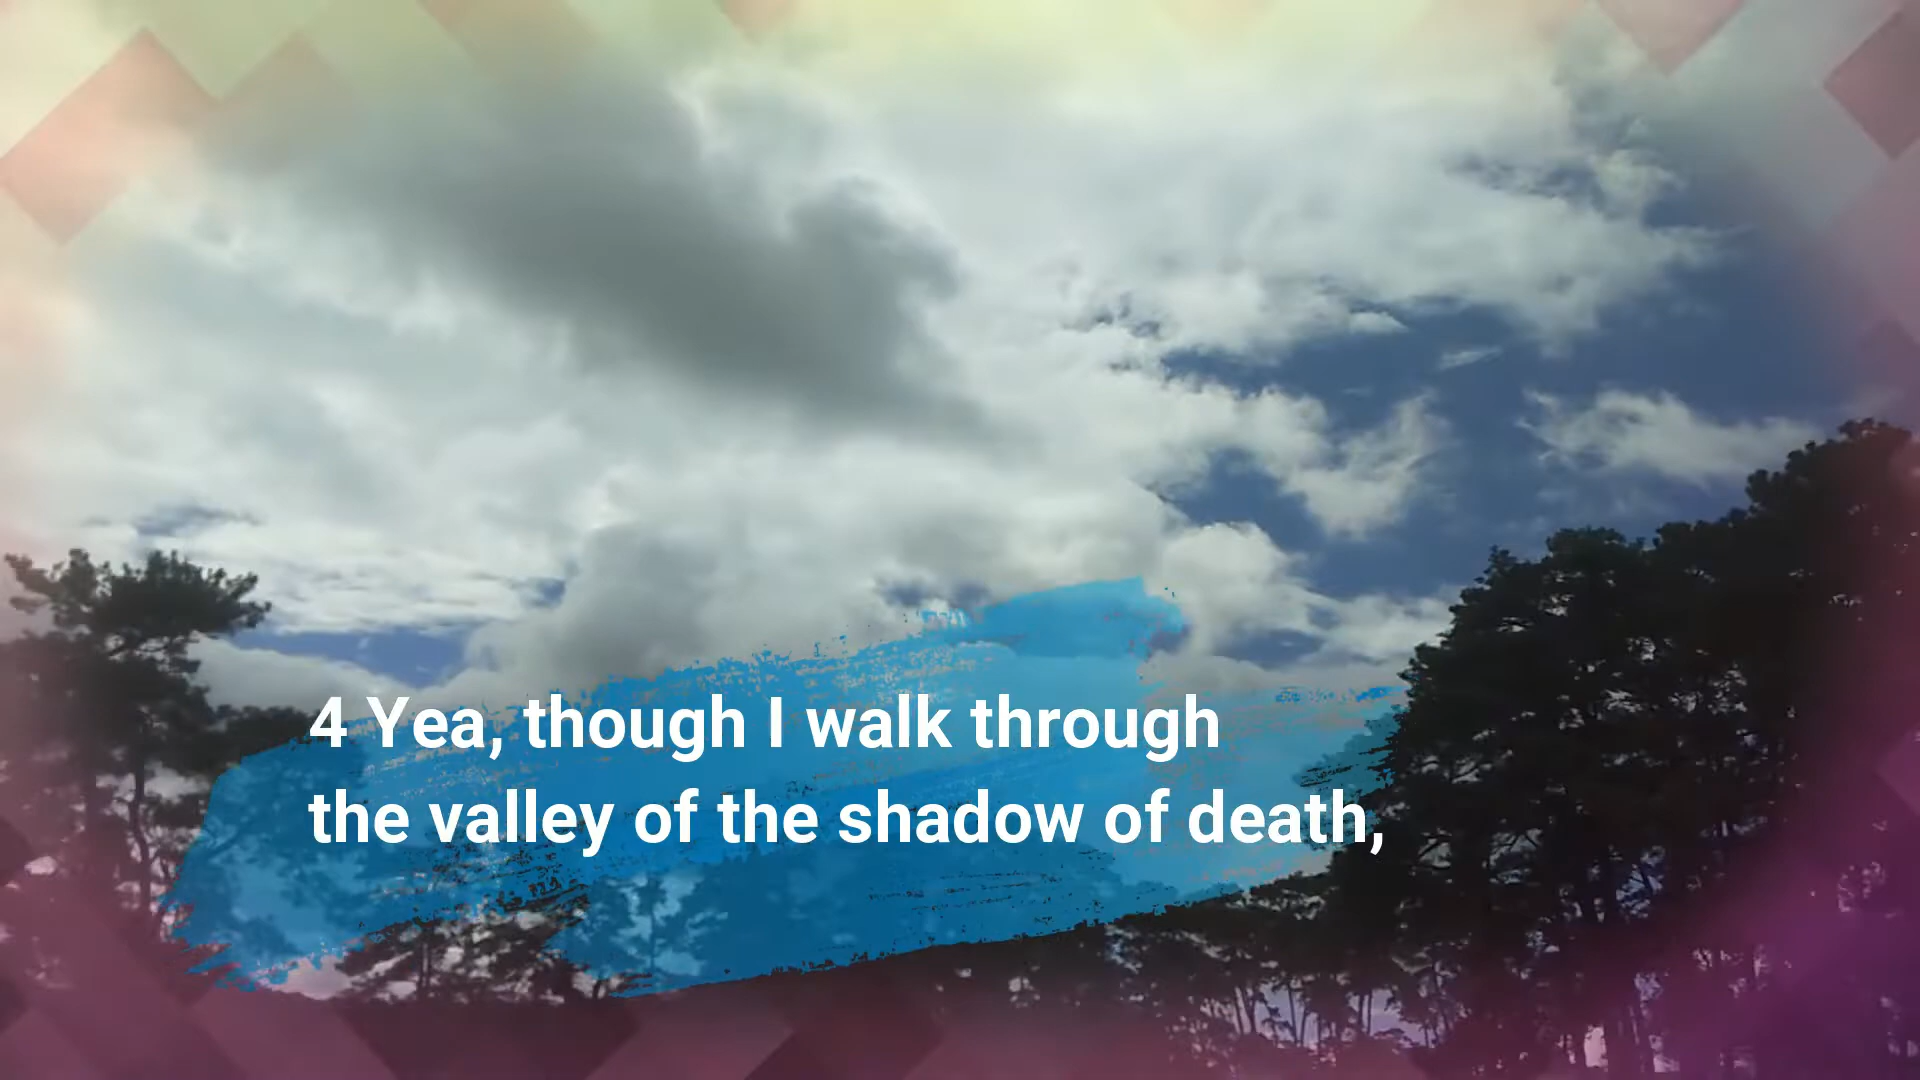 4 Yea, though I walk through
the valley of the shadow of death,